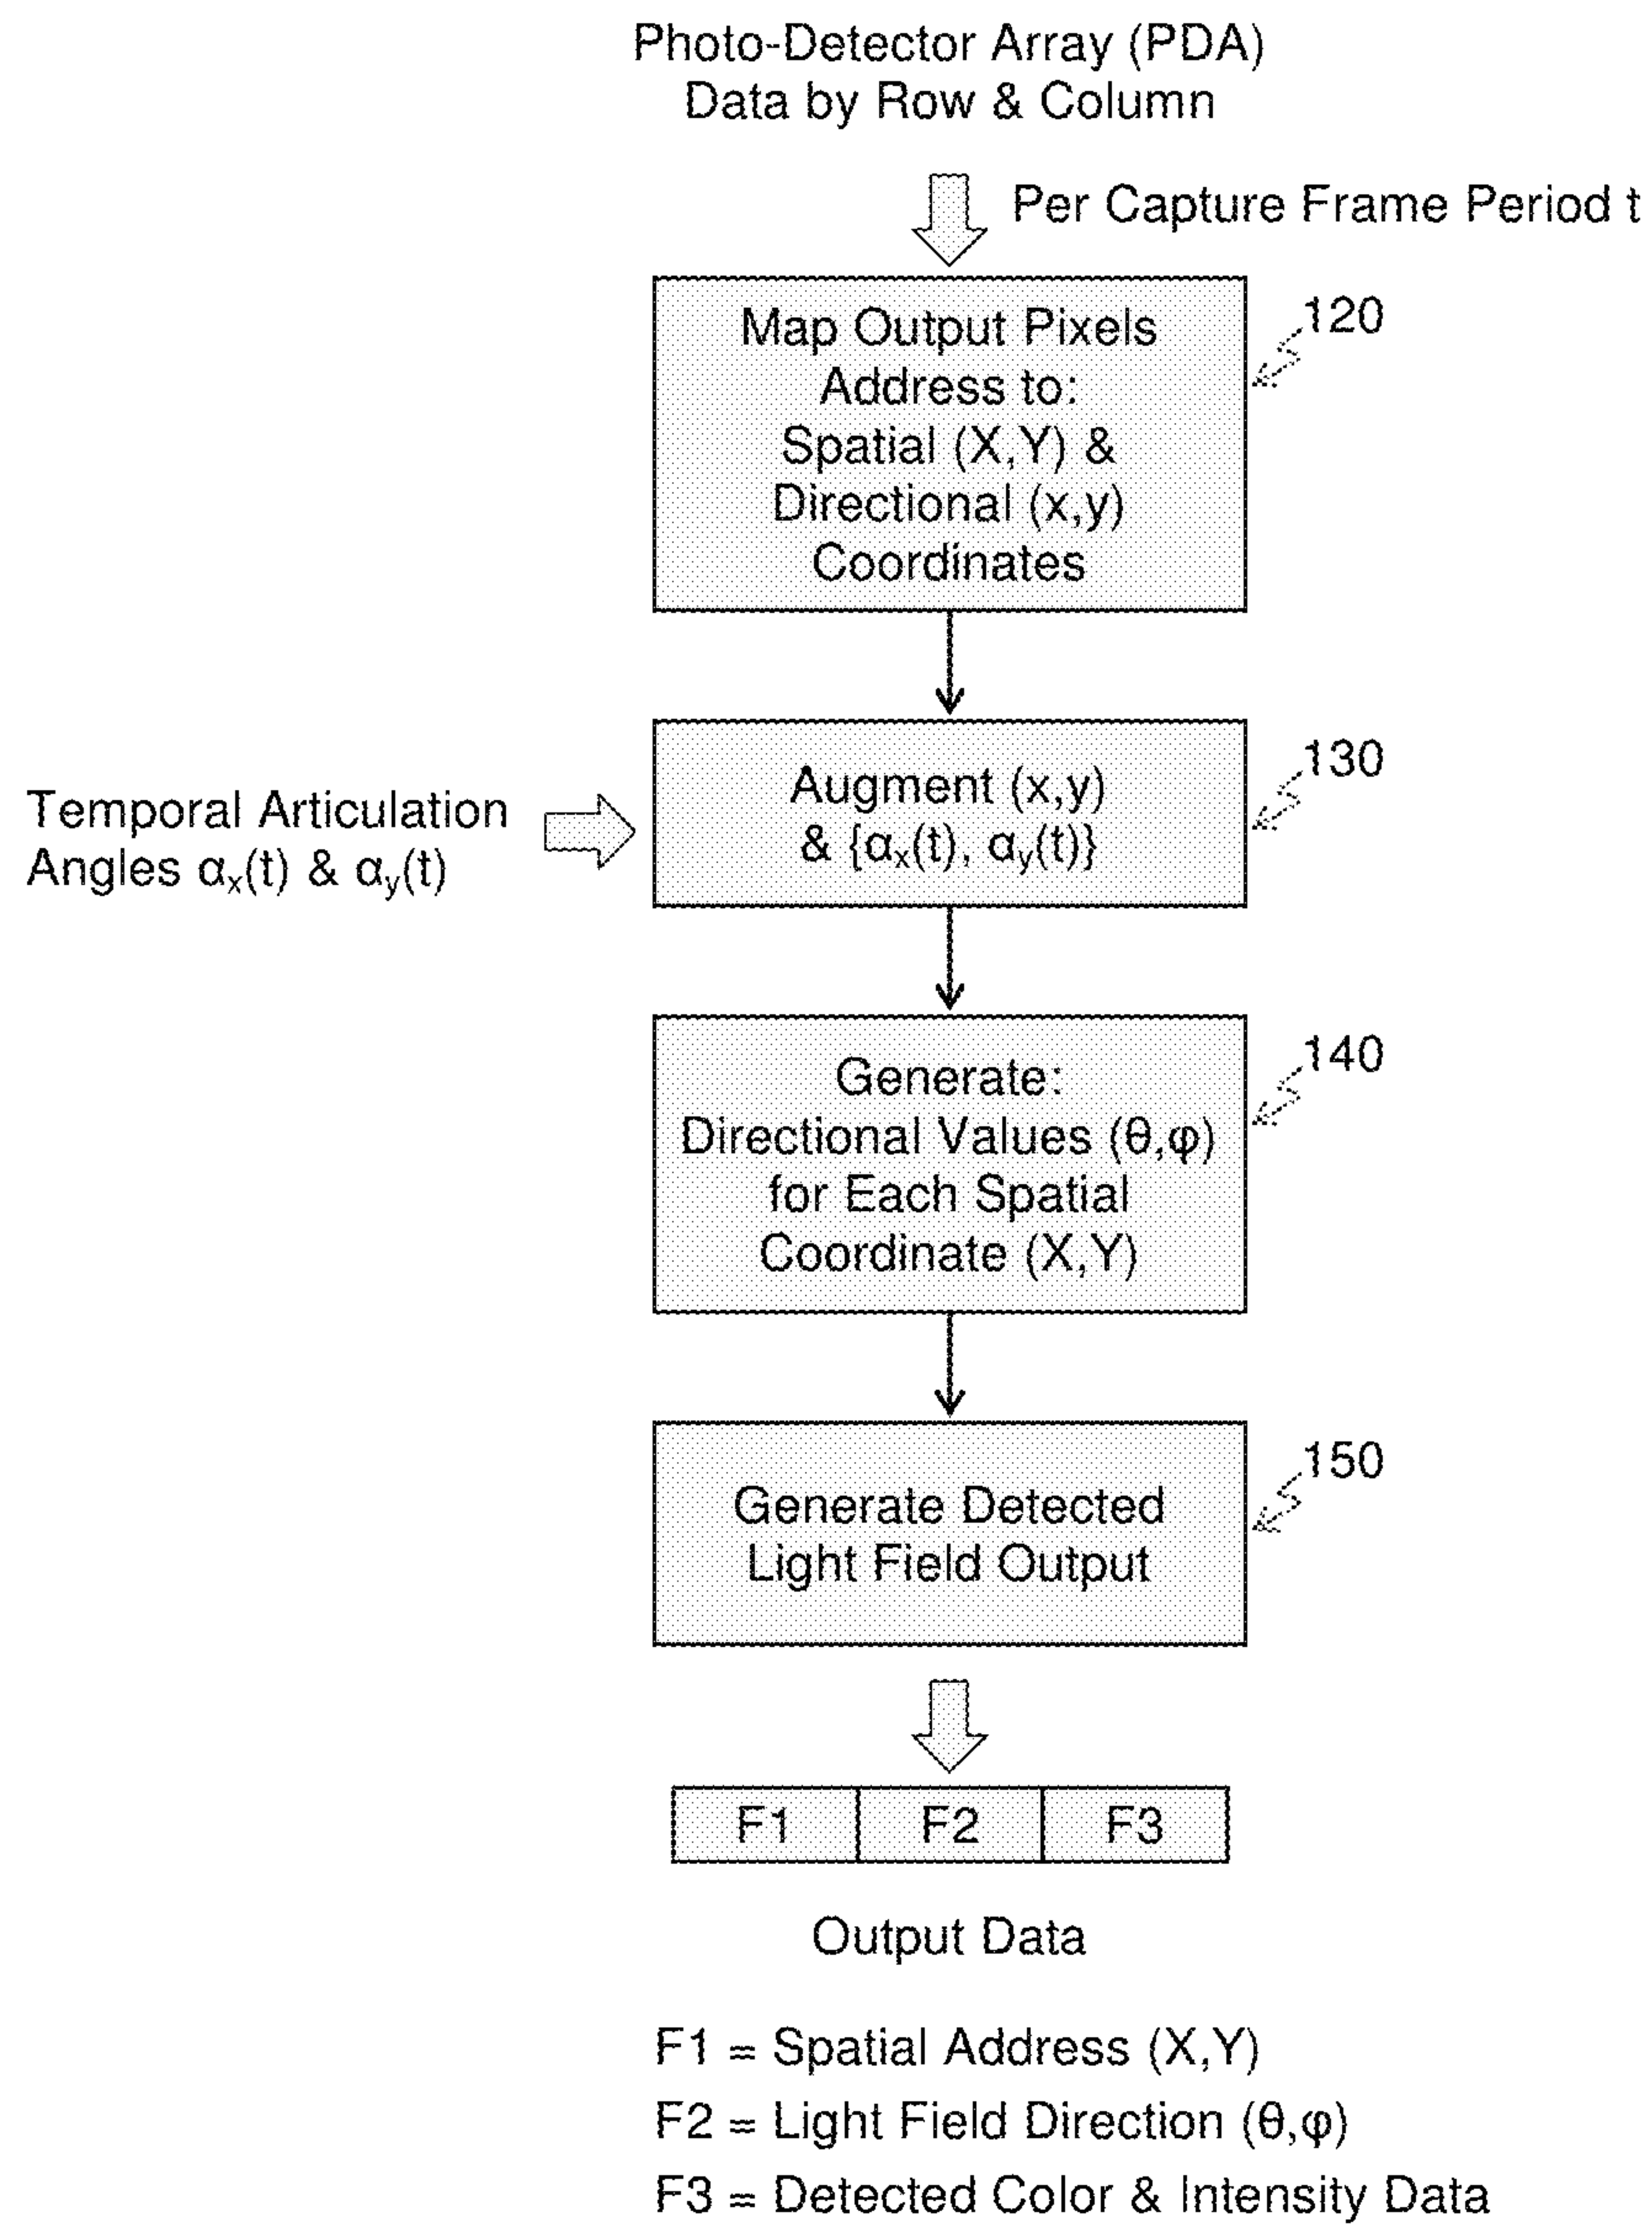 Photo-Detector Array (PDA)
Data by Row & Column
Per Capture Frame Period t
Map Output Pixels
Address to:
Spatial (X,Y) &
Directional (x,y)
Coordinates
120
Temporal Articulation
Angles αx(t) & αy(t)
Augment (x,y)
& {αx(t), αy(t)}
130
Generate:
Directional Values (θ,φ)
for Each Spatial
Coordinate (X,Y)
140
Generate Detected
Light Field Output
150
F1 F2 F3
Output Data
F1 = Spatial Address (X,Y)
F2 = Light Field Direction (θ,φ)
F3 = Detected Color & Intensity Data